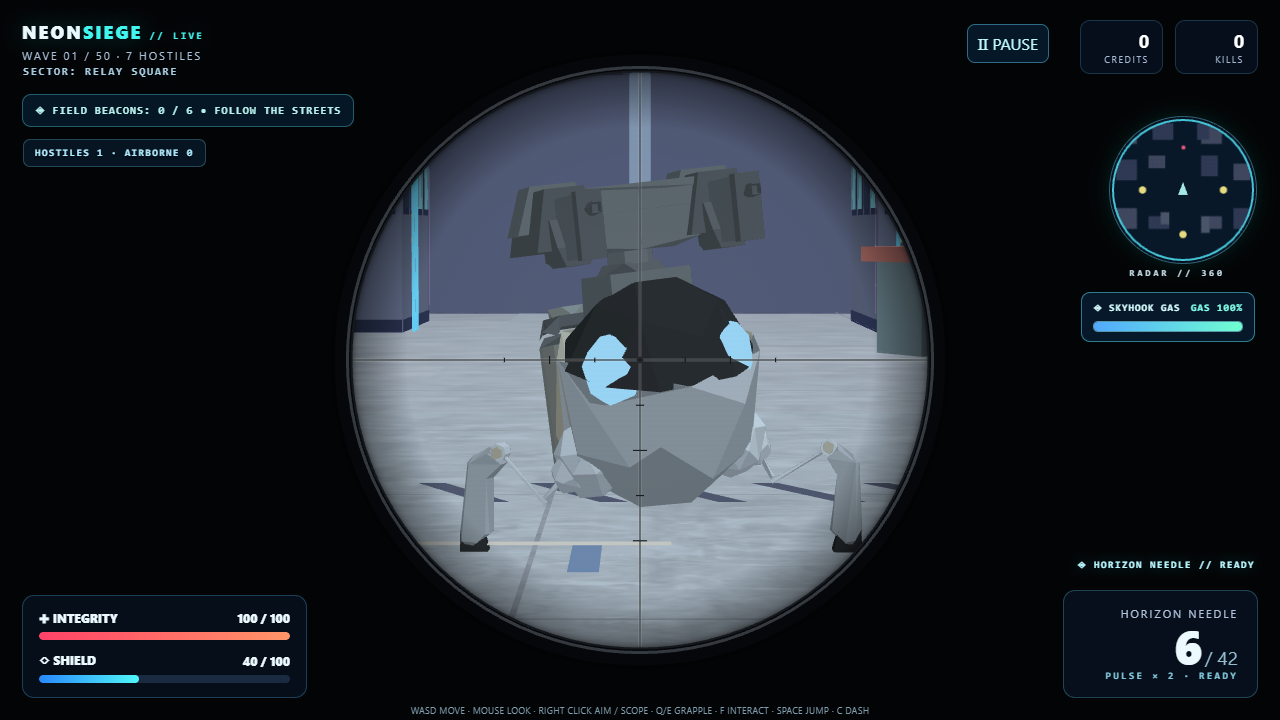 NEONSIEGE // LIVE
WAVE 01 / 50 · 7 HOSTILES
SECTOR: RELAY SQUARE
◆ FIELD BEACONS: 0 / 6 • FOLLOW THE STREETS
HOSTILES 1 · AIRBORNE 0
II PAUSE
0
CREDITS
0
KILLS
RADAR // 360
◆ SKYHOOK GAS GAS 100%
✚ INTEGRITY 100 / 100
◇ SHIELD 40 / 100
◆ HORIZON NEEDLE // READY
HORIZON NEEDLE
6 / 42
PULSE × 2 · READY
WASD MOVE · MOUSE LOOK · RIGHT CLICK AIM / SCOPE · Q/E GRAPPLE · F INTERACT · SPACE JUMP · C DASH